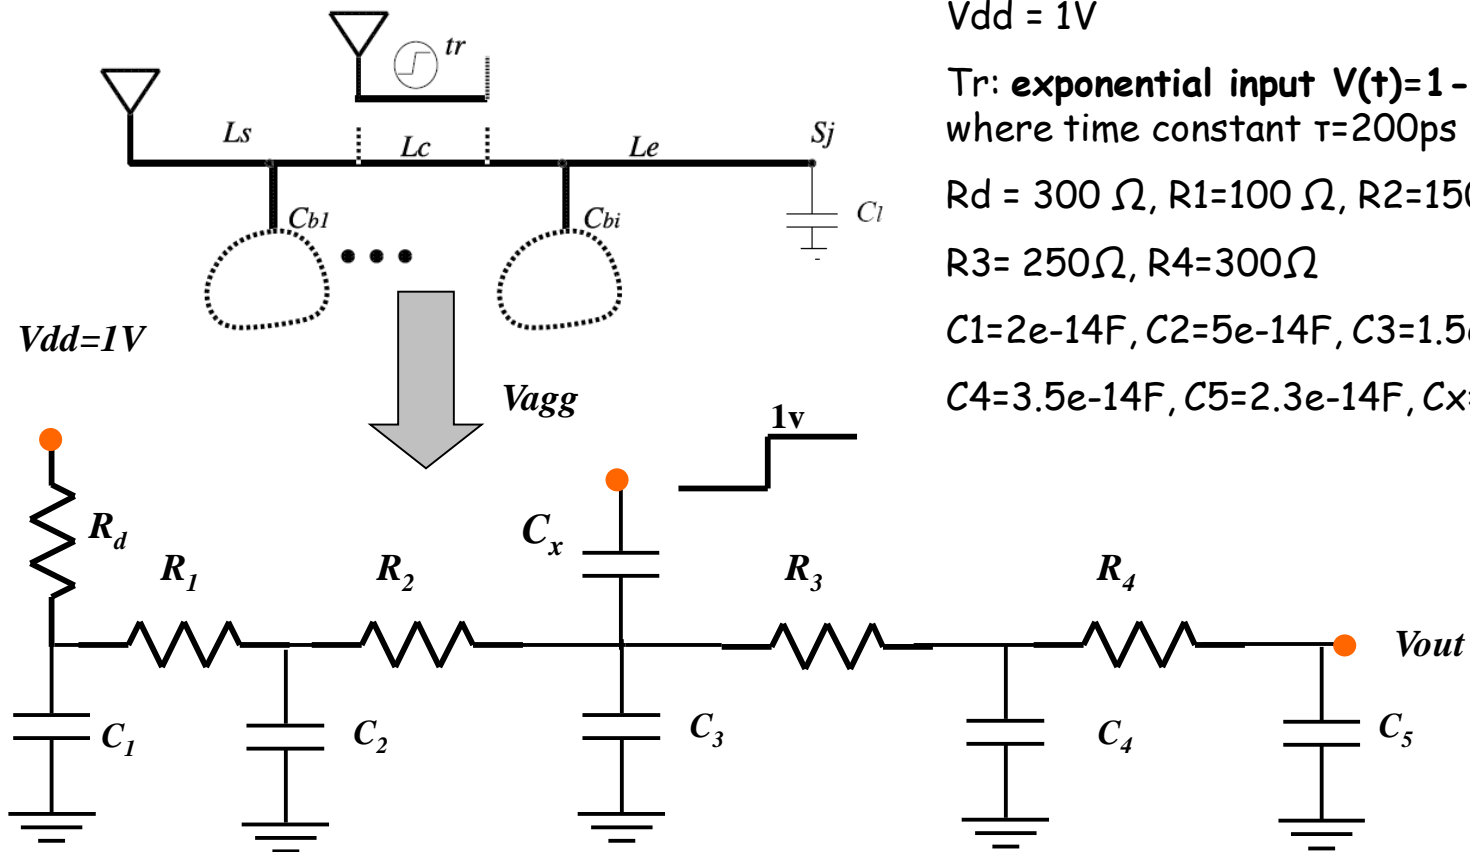 Vdd = 1V
Tr: exponential input V(t)=1-
where time constant τ=200ps
Rd = 300 Ω, R1=100 Ω, R2=150
R3= 250Ω, R4=300Ω
C1=2e-14F, C2=5e-14F, C3=1.5e
C4=3.5e-14F, C5=2.3e-14F, Cx=
tr
Ls
Lc
Le
Sj
Cb1
Cbi
Cl
Vdd=1V
Vagg
1v
Rd
Cx
R1
R2
R3
R4
Vout
C1
C2
C3
C4
C5